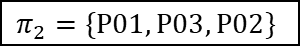 π₂ = {P01, P03, P02}